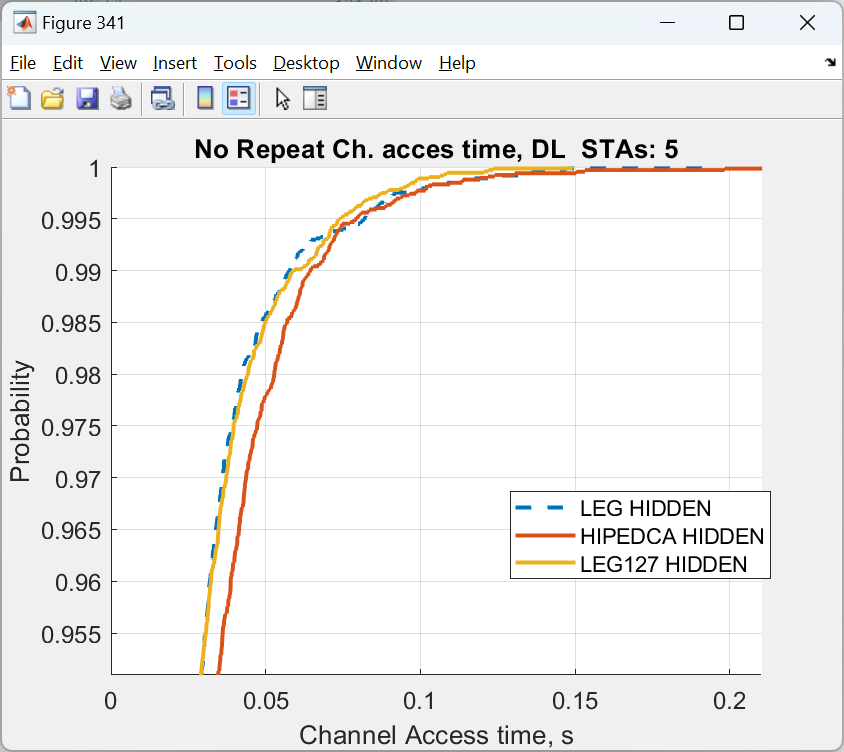 Figure 341
File Edit View Insert Tools Desktop Window Help
No Repeat Ch. acces time, DL  STAs: 5
1
0.995
0.99
0.985
0.98
0.975
0.97
0.965
0.96
0.955
Probability
LEG HIDDEN
HIPEDCA HIDDEN
LEG127 HIDDEN
0 0.05 0.1 0.15 0.2
Channel Access time, s